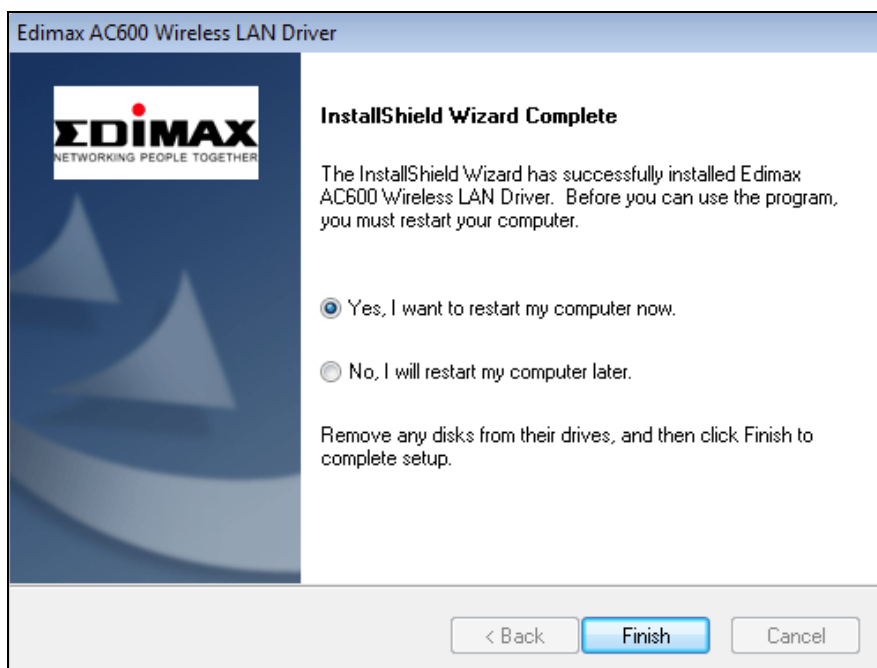 Edimax AC600 Wireless LAN Driver
EDIMAX
NETWORKING PEOPLE TOGETHER
InstallShield Wizard Complete
The InstallShield Wizard has successfully installed Edimax
AC600 Wireless LAN Driver. Before you can use the program,
you must restart your computer.
Yes, I want to restart my computer now.
No, I will restart my computer later.
Remove any disks from their drives, and then click Finish to
complete setup.
< Back
Finish
Cancel